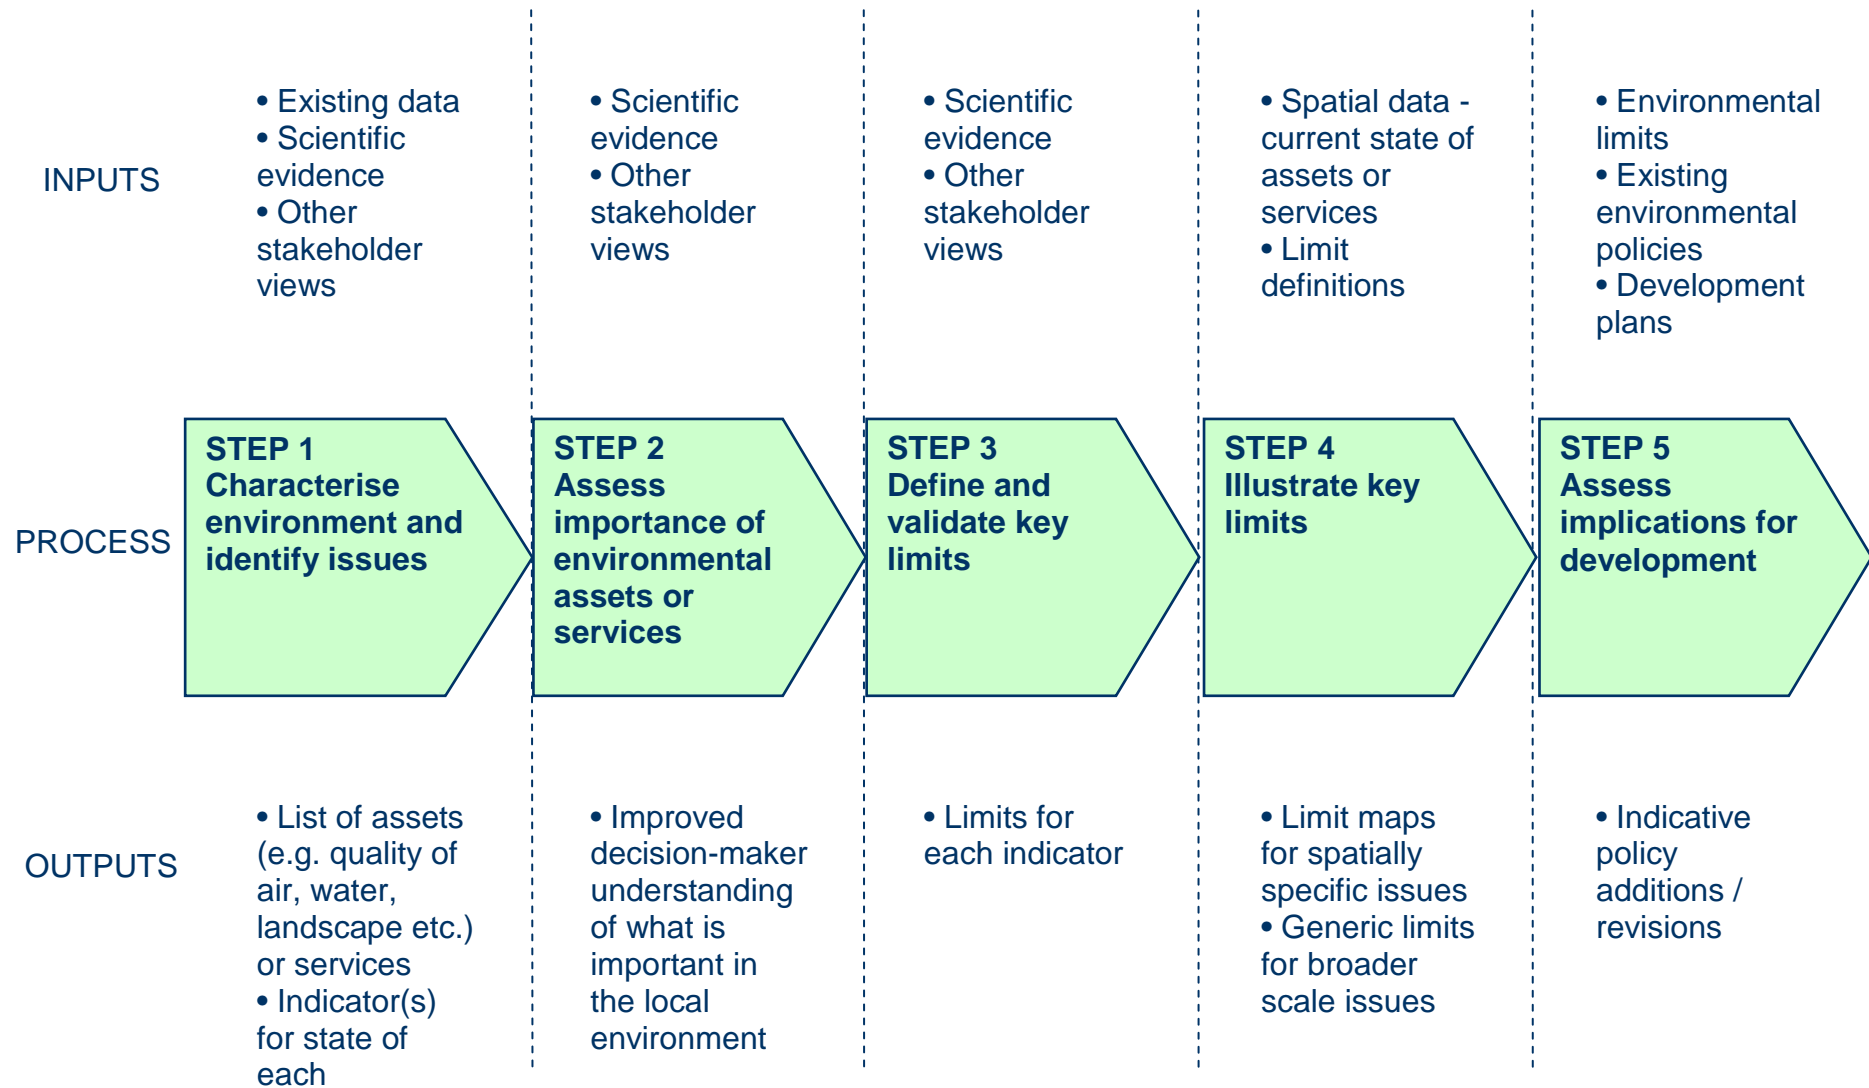 INPUTS
• Existing data
• Scientific
evidence
• Other
stakeholder
views
• Scientific
evidence
• Other
stakeholder
views
• Scientific
evidence
• Other
stakeholder
views
• Spatial data -
current state of
assets or
services
• Limit
definitions
• Environmental
limits
• Existing
environmental
policies
• Development
plans
PROCESS
STEP 1
Characterise
environment and
identify issues
STEP 2
Assess
importance of
environmental
assets or
services
STEP 3
Define and
validate key
limits
STEP 4
Illustrate key
limits
STEP 5
Assess
implications for
development
OUTPUTS
• List of assets
(e.g. quality of
air, water,
landscape etc.)
or services
• Indicator(s)
for state of
each
• Improved
decision-maker
understanding
of what is
important in
the local
environment
• Limits for
each indicator
• Limit maps
for spatially
specific issues
• Generic limits
for broader
scale issues
• Indicative
policy
additions /
revisions